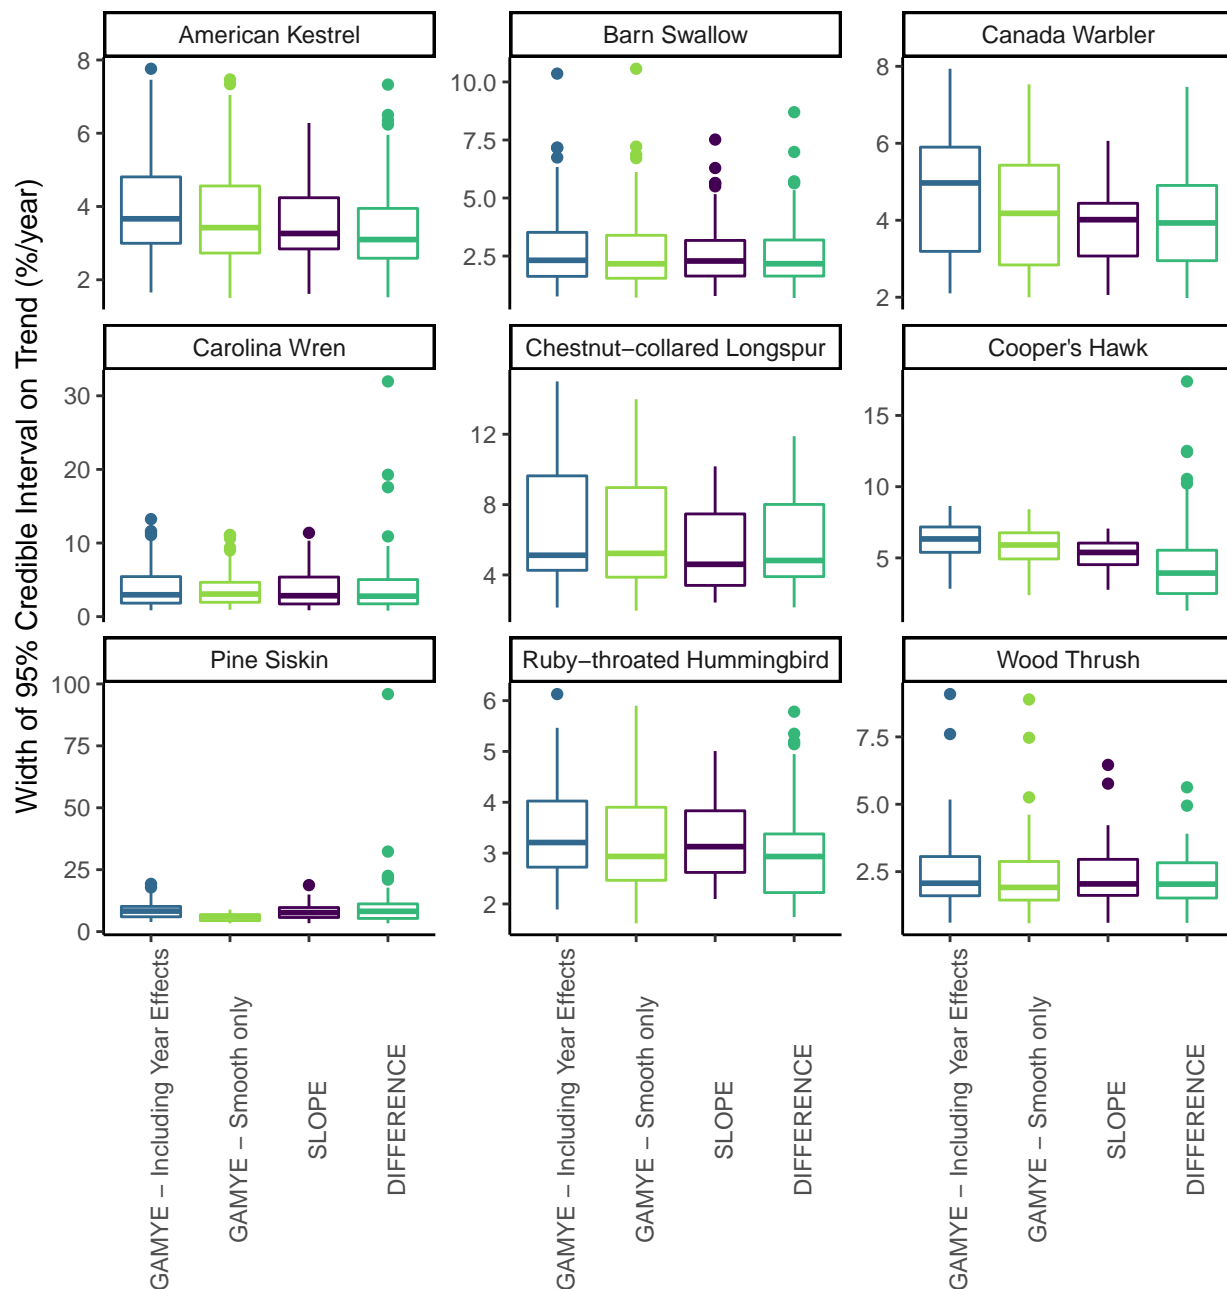 Width of 95% Credible Interval on Trend (%/year)
American Kestrel
8
6
4
2
Barn Swallow
10.0
7.5
5.0
2.5
Canada Warbler
8
6
4
2
Carolina Wren
30
20
10
0
Chestnut−collared Longspur
12
8
4
Cooper's Hawk
15
10
5
Pine Siskin
100
75
50
25
0
Ruby−throated Hummingbird
6
5
4
3
2
Wood Thrush
7.5
5.0
2.5
GAMYE − Including Year Effects
GAMYE − Smooth only
SLOPE
DIFFERENCE
GAMYE − Including Year Effects
GAMYE − Smooth only
SLOPE
DIFFERENCE
GAMYE − Including Year Effects
GAMYE − Smooth only
SLOPE
DIFFERENCE